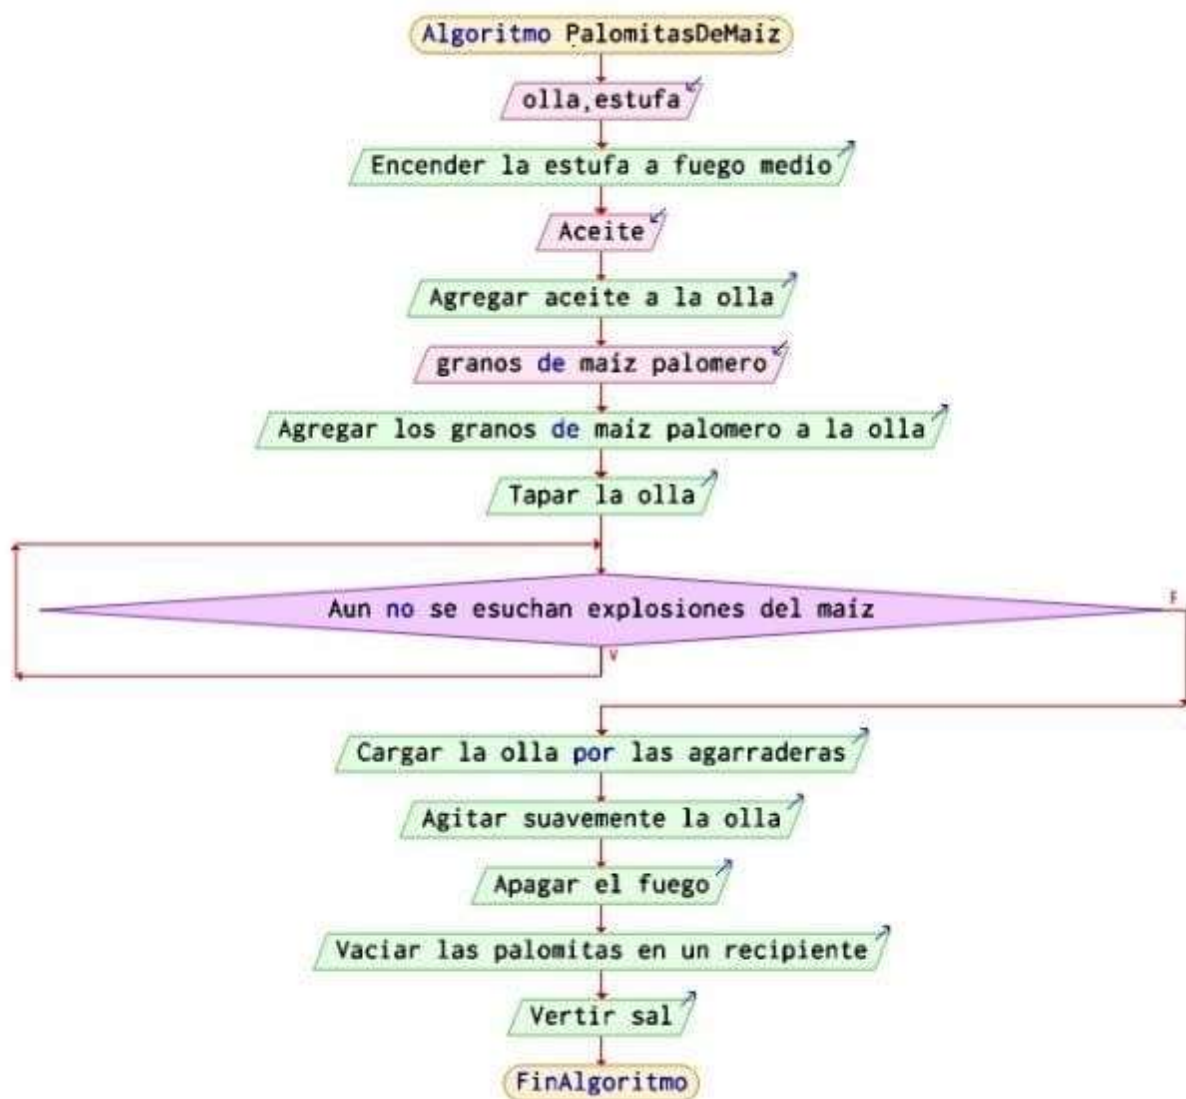 Algoritmo PalomitasDeMaiz
olla,estufa
Encender la estufa a fuego medio
Aceite
Agregar aceite a la olla
granos de maíz palomero
Agregar los granos de maíz palomero a la olla
Tapar la olla
Aun no se esuchan explosiones del maíz
F
V
Cargar la olla por las agarraderas
Agitar suavemente la olla
Apagar el fuego
Vaciar las palomitas en un recipiente
Vertir sal
FinAlgoritmo